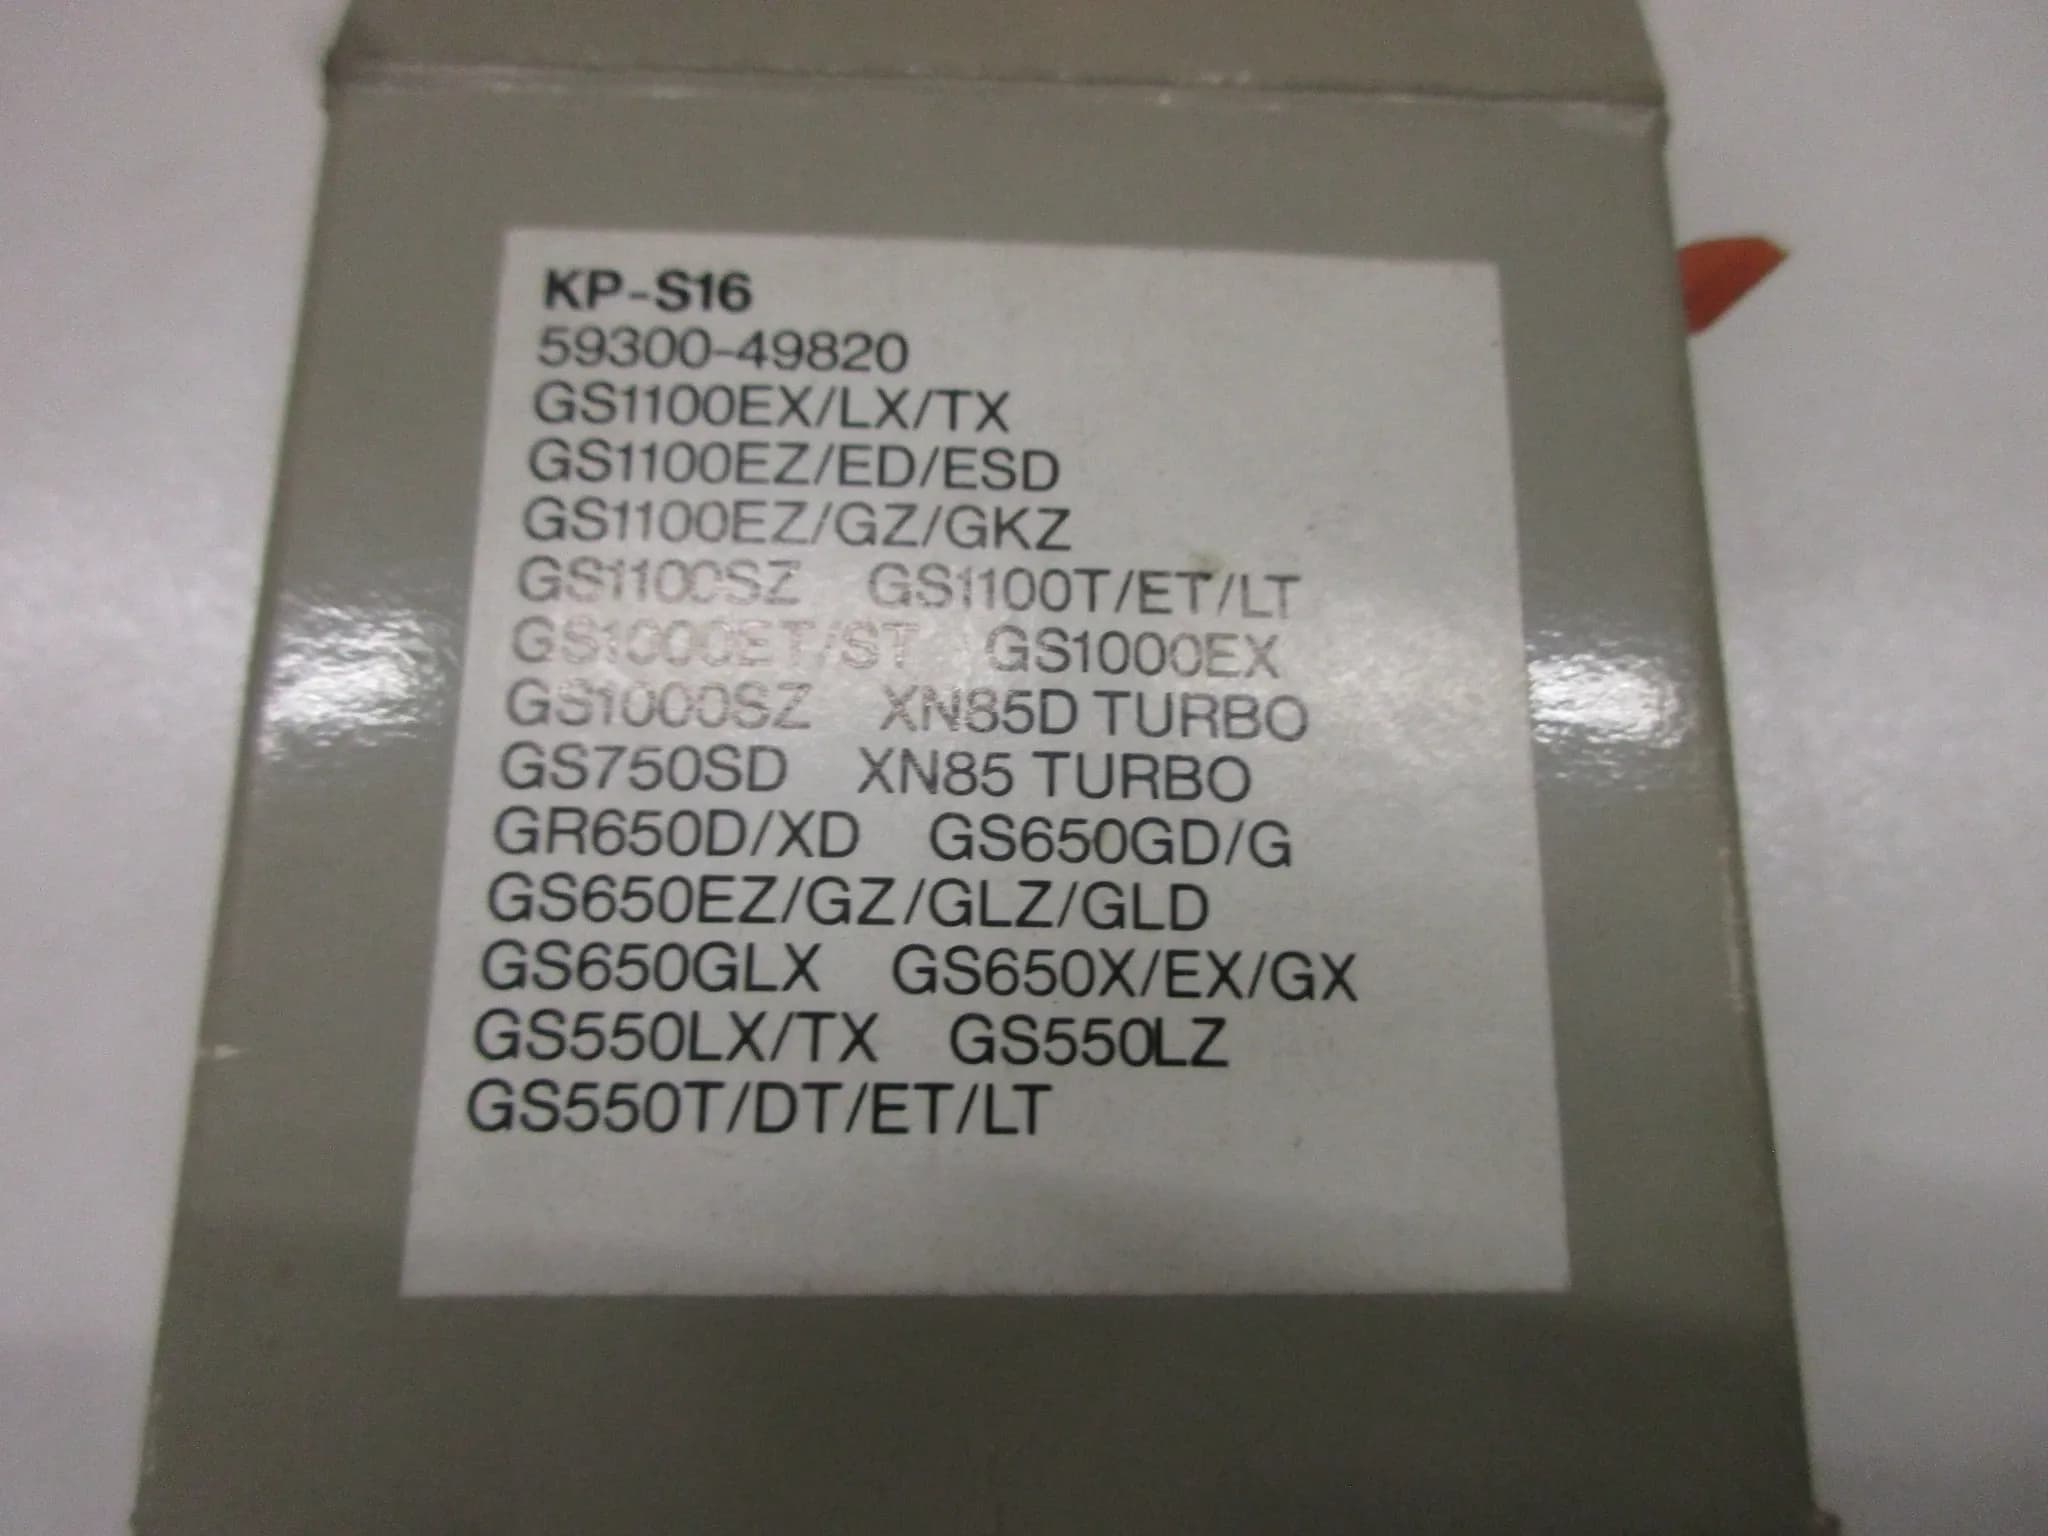 KP-S16
59300-49820
GS1100EX/LX/TX
GS1100EZ/ED/ESD
GS1100EZ/GZ/GKZ
GS1100SZ GS1100T/ET/LT
GS1000ET/ST GS1000EX
GS1000SZ XN85D TURBO
GS750SD XN85 TURBO
GR650D/XD GS650GD/G
GS650EZ/GZ/GLZ/GLD
GS650GLX GS650X/EX/GX
GS550LX/TX GS550LZ
GS550T/DT/ET/LT